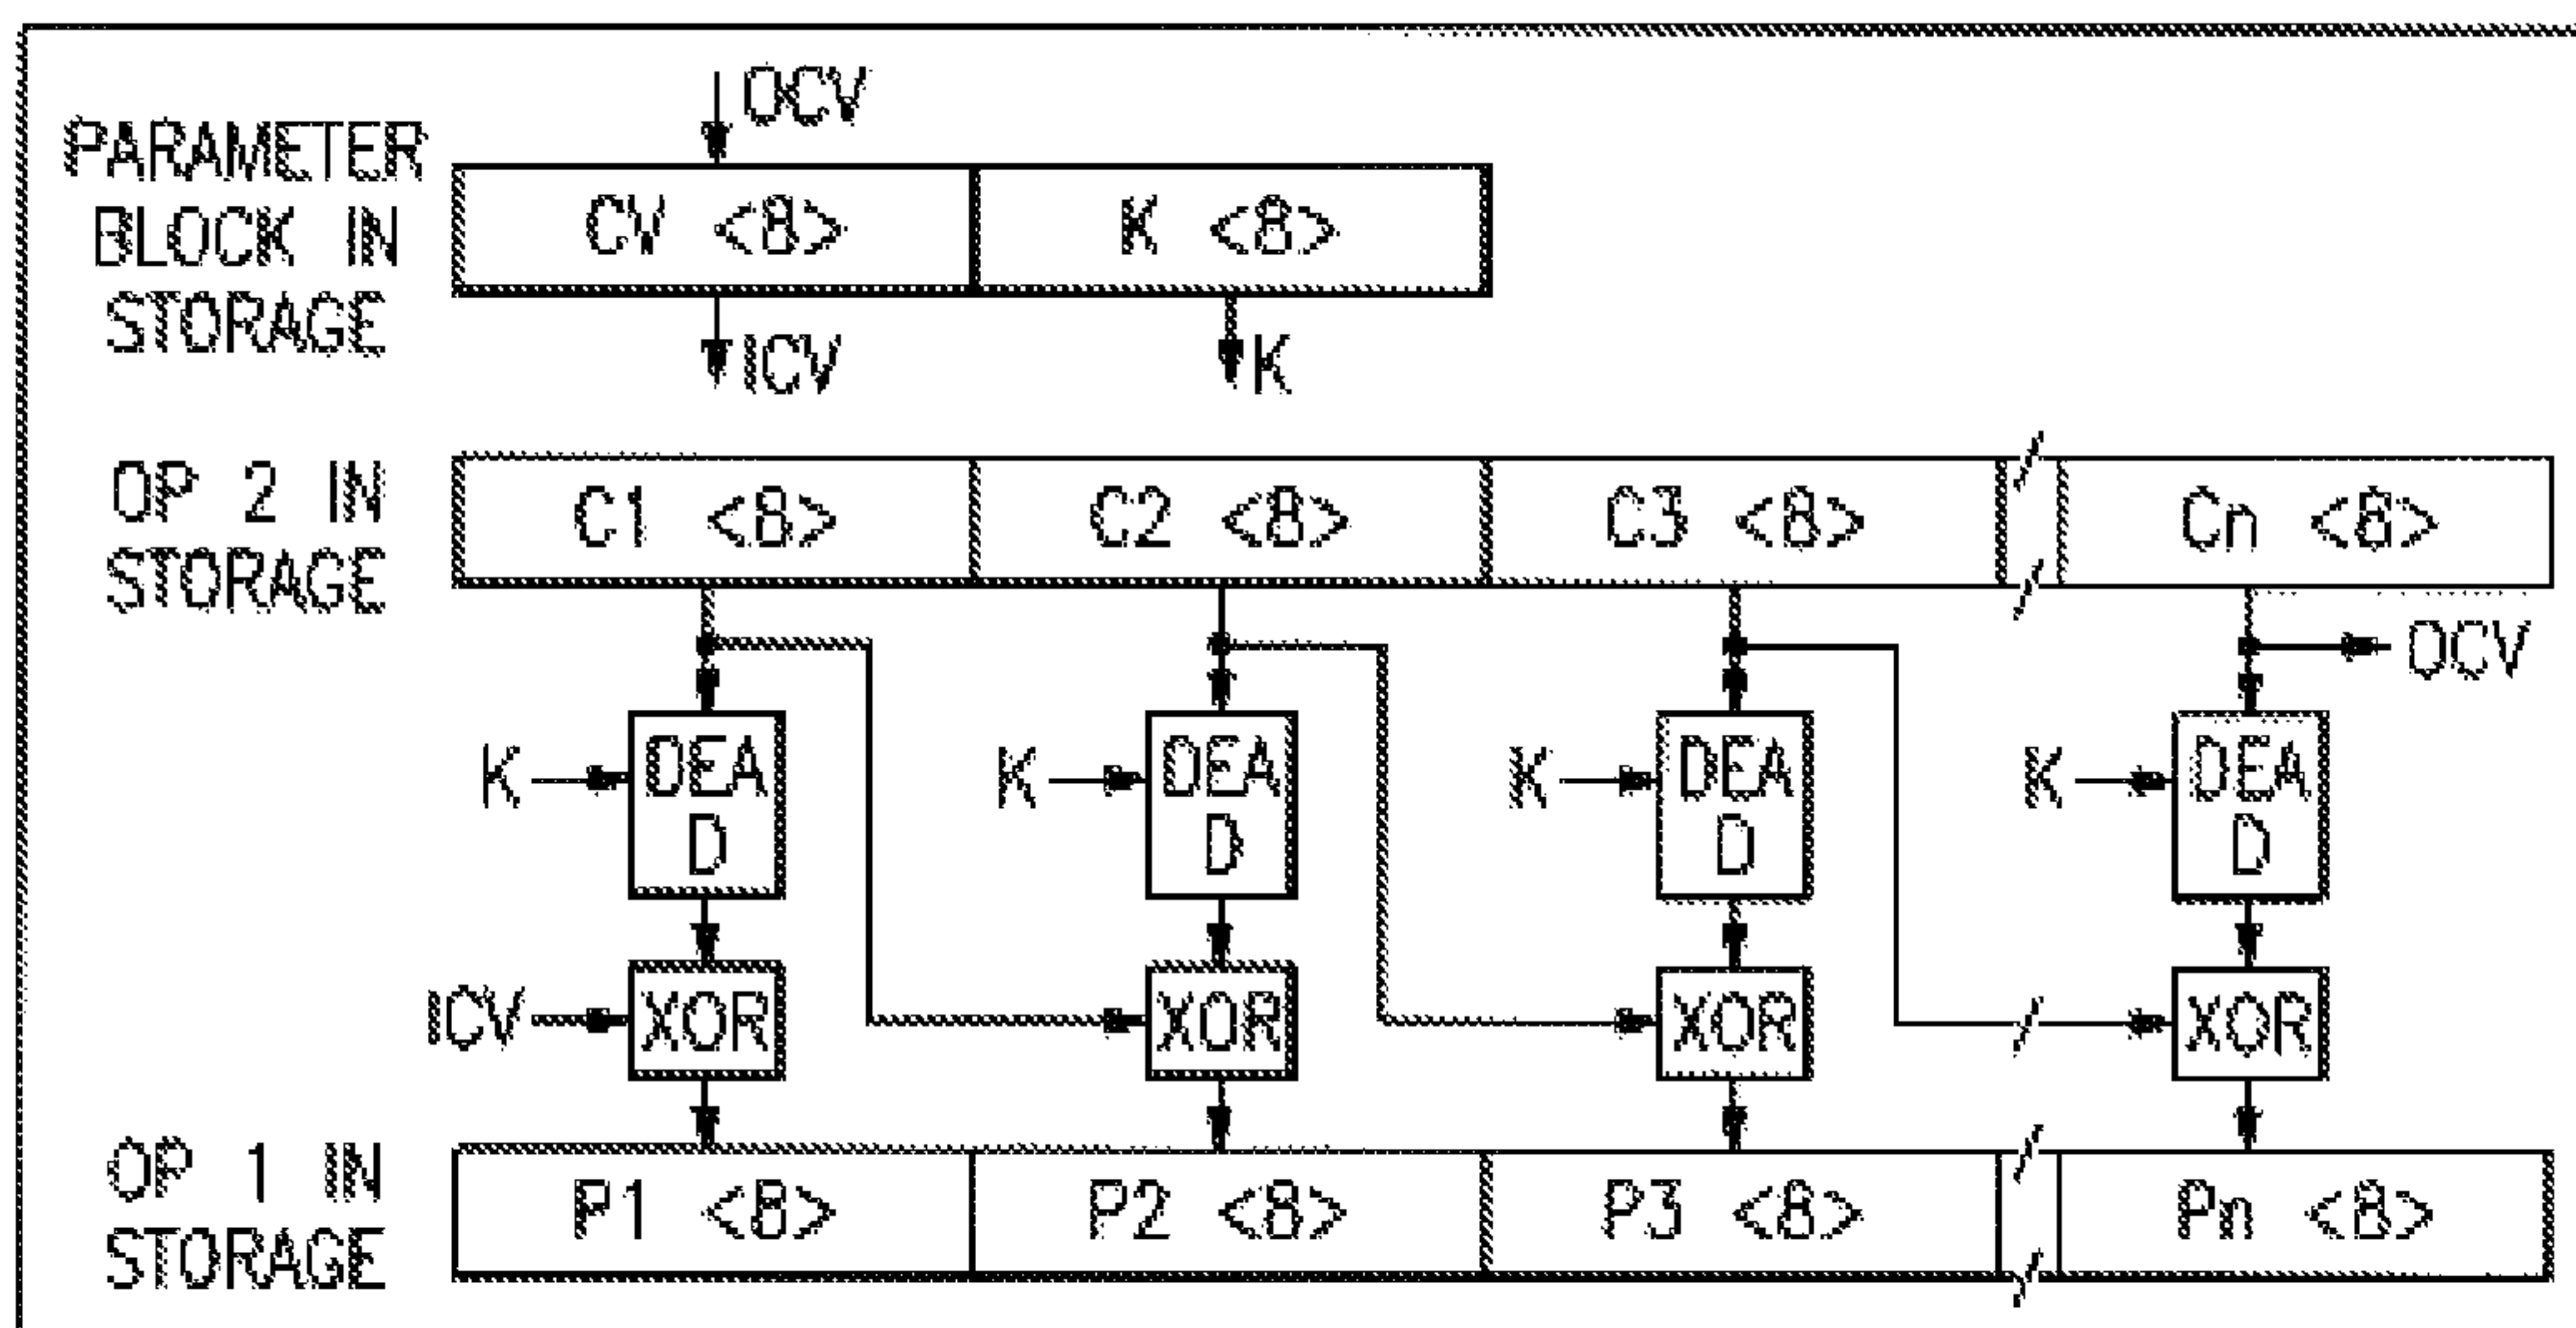 OCV
PARAMETER
BLOCK IN
STORAGE
CV <8> K <8>
ICV K
OP 2 IN
STORAGE
C1 <8> C2 <8> C3 <8> Cn <8>
OCV
K DEA K DEA K DEA K DEA
D D D D
ICV XOR XOR XOR XOR
OP 1 IN
STORAGE
P1 <8> P2 <8> P3 <8> Pn <8>